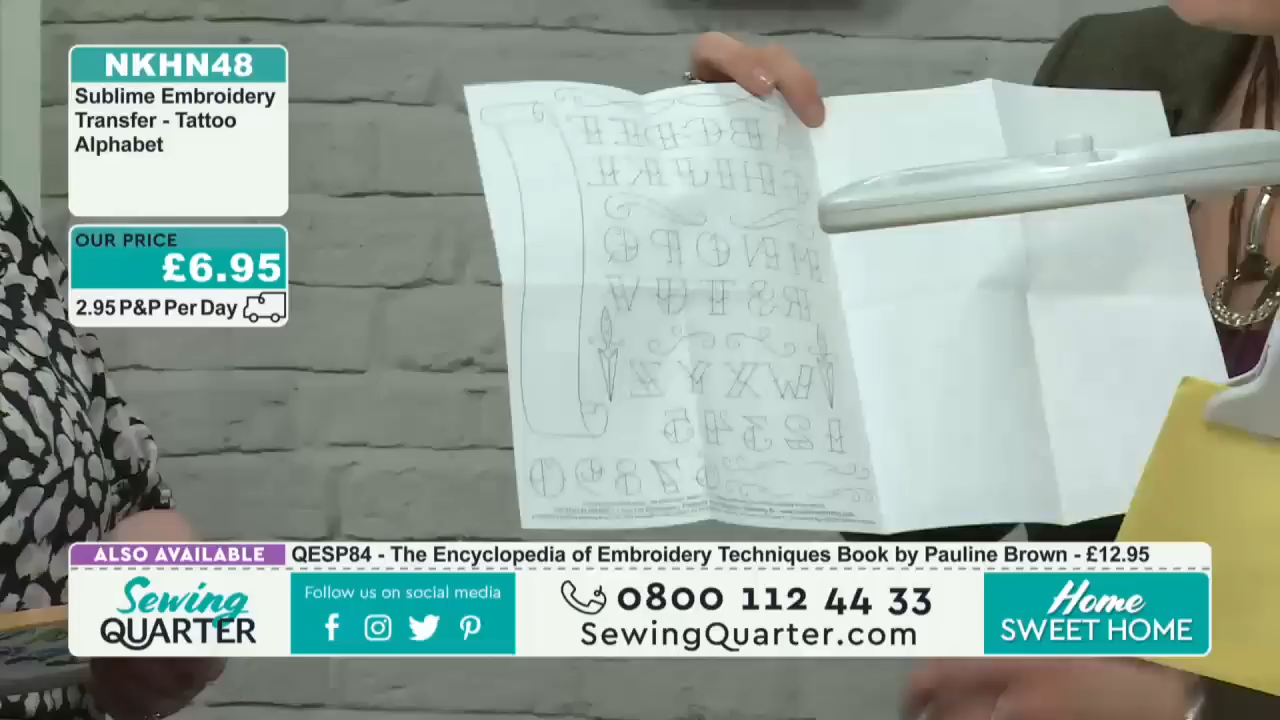 NKHN48
Sublime Embroidery
Transfer - Tattoo
Alphabet
OUR PRICE
£6.95
2.95 P&P Per Day
ALSO AVAILABLE
QESP84 - The Encyclopedia of Embroidery Techniques Book by Pauline Brown - £12.95
Sewing
QUARTER
Follow us on social media
0800 112 44 33
SewingQuarter.com
Home
SWEET HOME